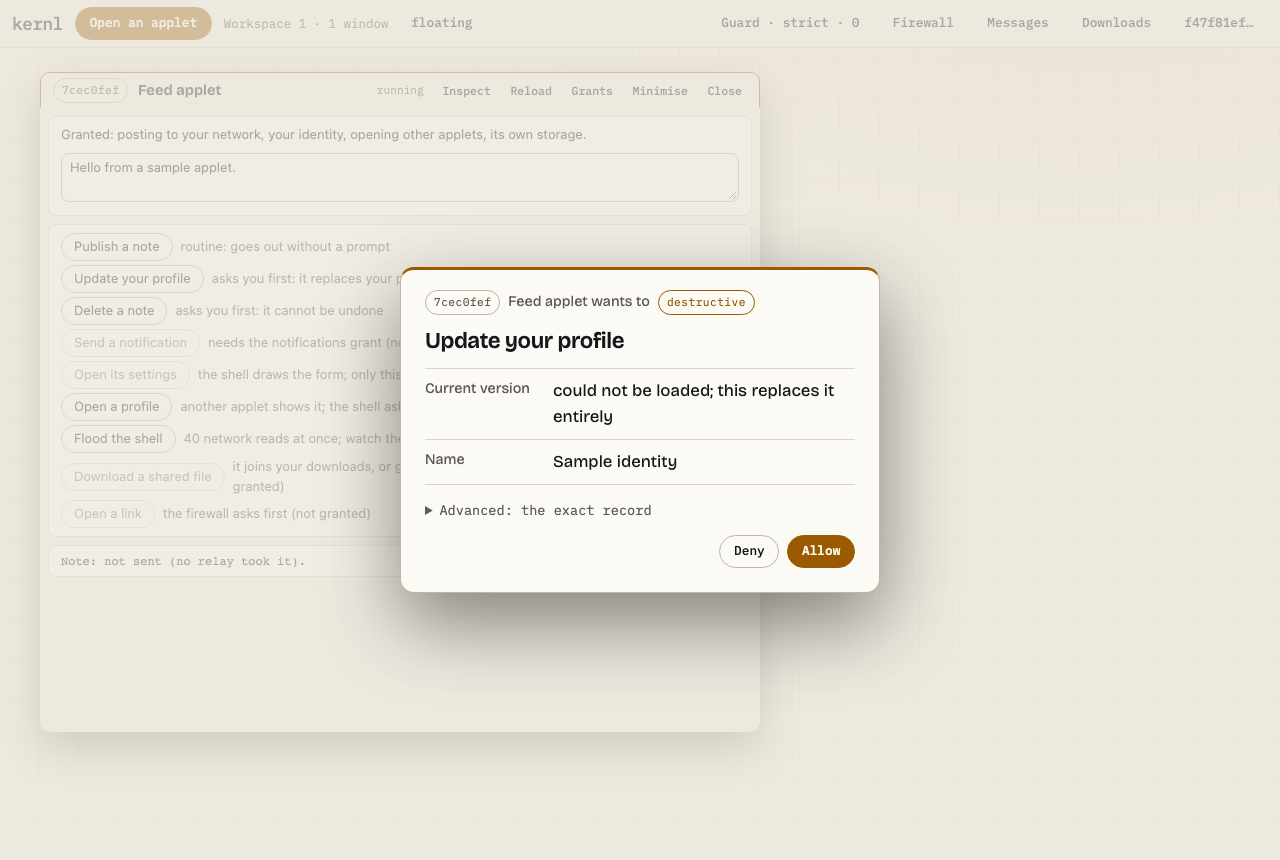 kernl
Open an applet
Workspace 1 · 1 window
floating
Guard · strict · 0
Firewall
Messages
Downloads
f47f81ef…
7cec0fef
Feed applet
running
Inspect
Reload
Grants
Minimise
Close
Granted: posting to your network, your identity, opening other applets, its own storage.
Hello from a sample applet.
Publish a note routine: goes out without a prompt
Update your profile asks you first: it replaces your
Delete a note asks you first: it cannot be undone
Send a notification needs the notifications grant
Open its settings the shell draws the form; only this
Open a profile another applet shows it; the shell
Flood the shell 40 network reads at once; watch
Download a shared file it joins your downloads, or
granted)
Open a link the firewall asks first (not granted)
Note: not sent (no relay took it).
7cec0fef Feed applet wants to destructive
Update your profile
Current version could not be loaded; this replaces it
entirely
Name Sample identity
Advanced: the exact record
Deny
Allow